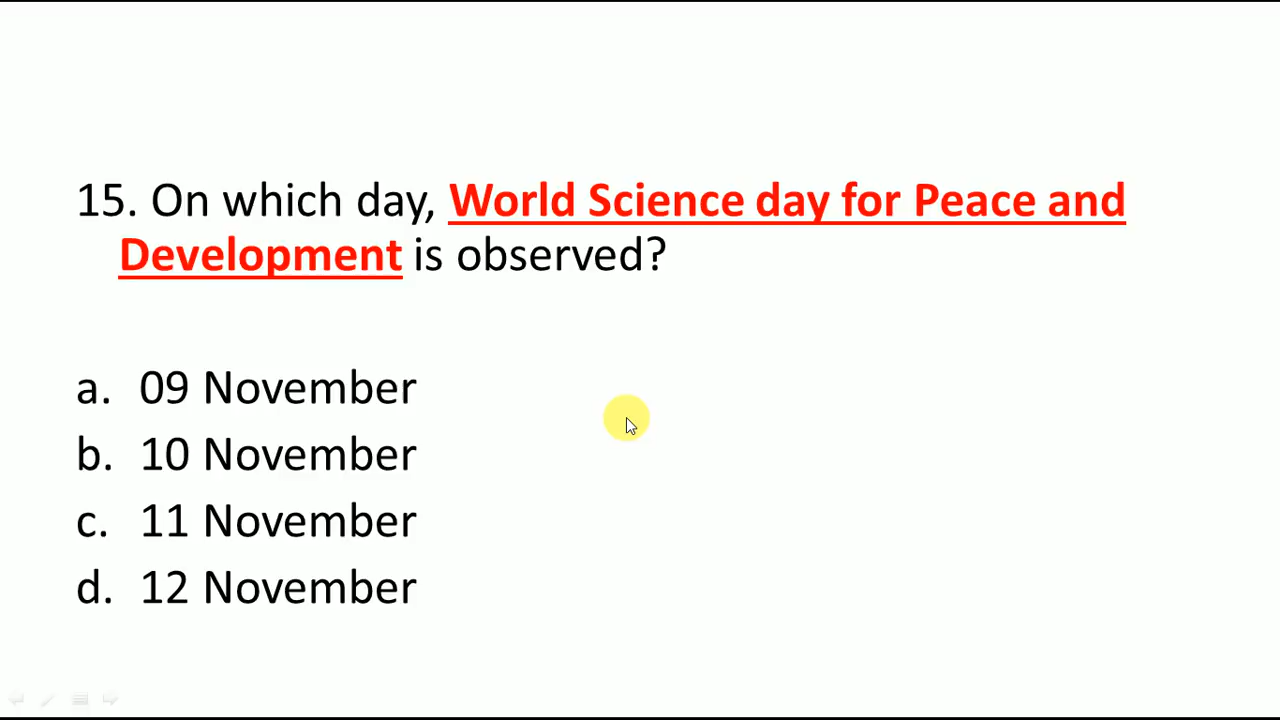 15. On which day, World Science day for Peace and
Development is observed?
a. 09 November
b. 10 November
c. 11 November
d. 12 November